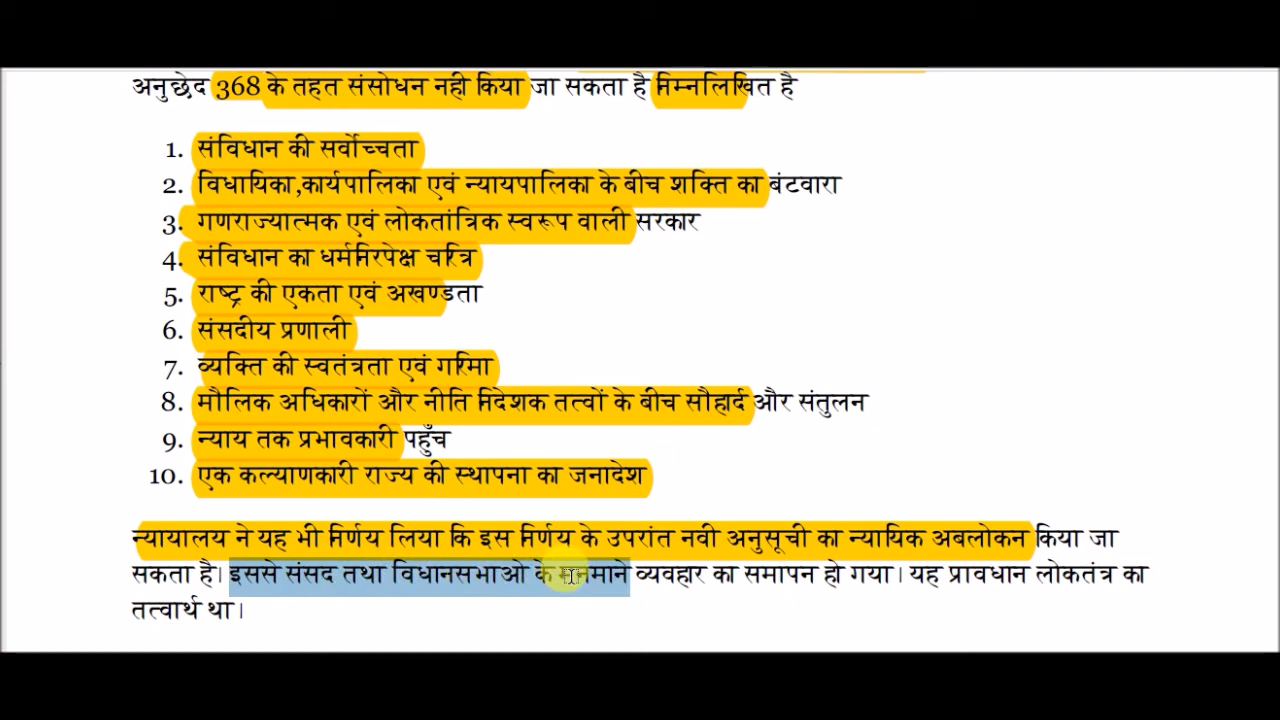 अनुछेद 368 के तहत संसोधन नही किया जा सकता है निम्नलिखित है
1. संविधान की सर्वोच्चता
2. विधायिका,कार्यपालिका एवं न्यायपालिका के बीच शक्ति का बंटवारा
3. गणराज्यात्मक एवं लोकतांत्रिक स्वरूप वाली सरकार
4. संविधान का धर्मनिरपेक्ष चरित्र
5. राष्ट्र की एकता एवं अखण्डता
6. संसदीय प्रणाली
7. व्यक्ति की स्वतंत्रता एवं गरिमा
8. मौलिक अधिकारों और नीति निदेशक तत्वों के बीच सौहार्द और संतुलन
9. न्याय तक प्रभावकारी पहुँच
10. एक कल्याणकारी राज्य की स्थापना का जनादेश
न्यायालय ने यह भी निर्णय लिया कि इस निर्णय के उपरांत नवी अनुसूची का न्यायिक अबलोकन किया जा
सकता है। इससे संसद तथा विधानसभाओ के मनमाने व्यवहार का समापन हो गया। यह प्रावधान लोकतंत्र का
तत्वार्थ था।